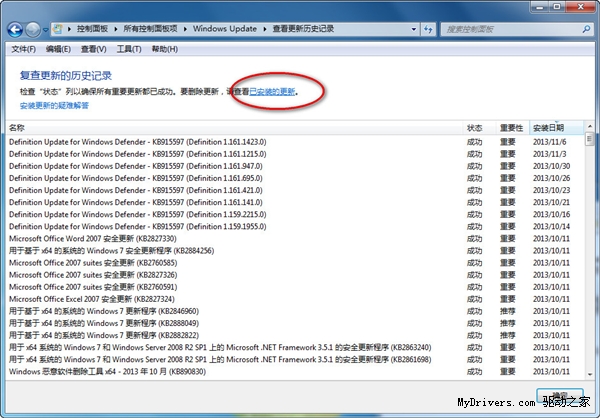 控制面板 ▸ 所有控制面板项 ▸ Windows Update ▸ 查看更新历史记录
搜索控制面板
文件(F) 编辑(E) 查看(V) 工具(T) 帮助(H)
复查更新的历史记录
检查“状态”列以确保所有重要更新都已成功。要删除更新，请查看已安装的更新。
安装更新的疑难解答
名称 状态 重要性 安装日期
Definition Update for Windows Defender - KB915597 (Definition 1.161.1423.0) 成功 重要 2013/11/6
Definition Update for Windows Defender - KB915597 (Definition 1.161.1215.0) 成功 重要 2013/11/3
Definition Update for Windows Defender - KB915597 (Definition 1.161.947.0) 成功 重要 2013/10/30
Definition Update for Windows Defender - KB915597 (Definition 1.161.695.0) 成功 重要 2013/10/26
Definition Update for Windows Defender - KB915597 (Definition 1.161.421.0) 成功 重要 2013/10/23
Definition Update for Windows Defender - KB915597 (Definition 1.161.141.0) 成功 重要 2013/10/21
Definition Update for Windows Defender - KB915597 (Definition 1.159.2215.0) 成功 重要 2013/10/16
Definition Update for Windows Defender - KB915597 (Definition 1.159.1955.0) 成功 重要 2013/10/14
Microsoft Office Word 2007 安全更新 (KB2827330) 成功 重要 2013/10/11
用于基于 x64 的系统的 Windows 7 安全更新程序 (KB2884256) 成功 重要 2013/10/11
Microsoft Office 2007 suites 安全更新 (KB2760585) 成功 重要 2013/10/11
Microsoft Office 2007 suites 安全更新 (KB2827326) 成功 重要 2013/10/11
Microsoft Office 2007 suites 安全更新 (KB2760591) 成功 重要 2013/10/11
Microsoft Office Excel 2007 安全更新 (KB2827324) 成功 重要 2013/10/11
用于基于 x64 的系统的 Windows 7 更新程序 (KB2846960) 成功 推荐 2013/10/11
用于基于 x64 的系统的 Windows 7 更新程序 (KB2888049) 成功 推荐 2013/10/11
用于基于 x64 的系统的 Windows 7 更新程序 (KB2882822) 成功 推荐 2013/10/11
用于 x64 系统的 Windows 7 和 Windows Server 2008 R2 SP1 上的 Microsoft .NET Framework 3.5.1 的安全更新程序 (KB2863240) 成功 重要 2013/10/11
用于 x64 系统的 Windows 7 和 Windows Server 2008 R2 SP1 上的 Microsoft .NET Framework 3.5.1 的安全更新程序 (KB2861698) 成功 重要 2013/10/11
Windows 恶意软件删除工具 x64 - 2013 年 10 月 (KB890830) 成功 重要 2013/10/11
确定
MyDrivers.com 驱动之家